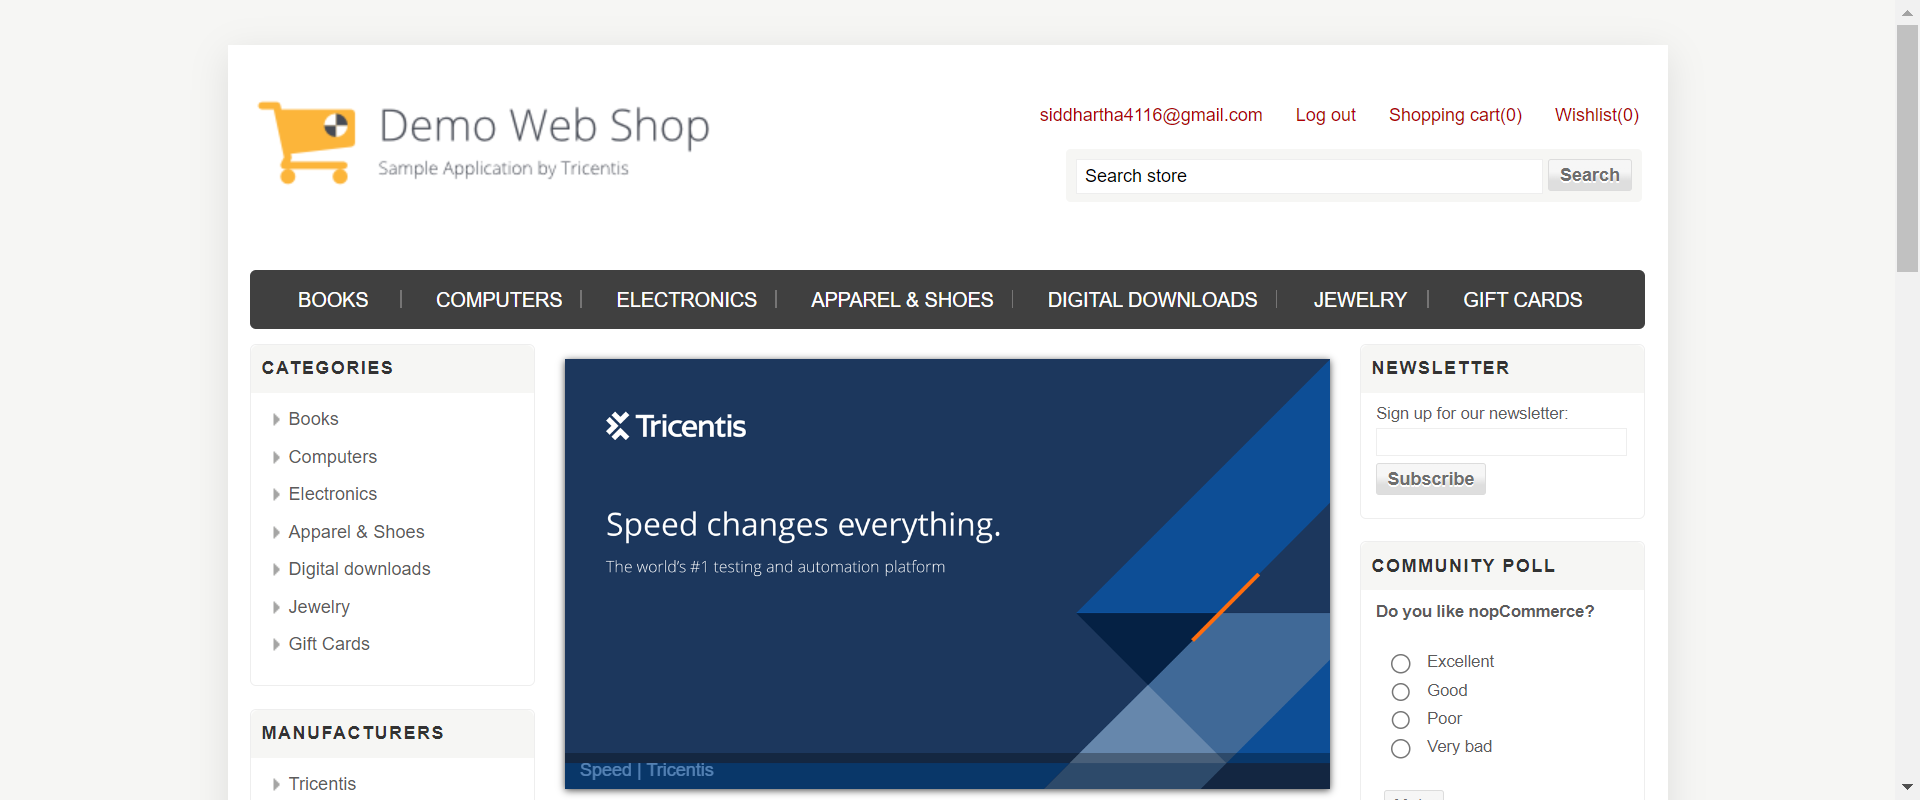 Demo Web Shop
Sample Application by Tricentis
siddhartha4116@gmail.com Log out Shopping cart(0) Wishlist(0)
Search store Search
BOOKS COMPUTERS ELECTRONICS APPAREL & SHOES DIGITAL DOWNLOADS JEWELRY GIFT CARDS
CATEGORIES
Books
Computers
Electronics
Apparel & Shoes
Digital downloads
Jewelry
Gift Cards
MANUFACTURERS
Tricentis
Tricentis
Speed changes everything.
The world's #1 testing and automation platform
Speed | Tricentis
NEWSLETTER
Sign up for our newsletter:
Subscribe
COMMUNITY POLL
Do you like nopCommerce?
Excellent
Good
Poor
Very bad